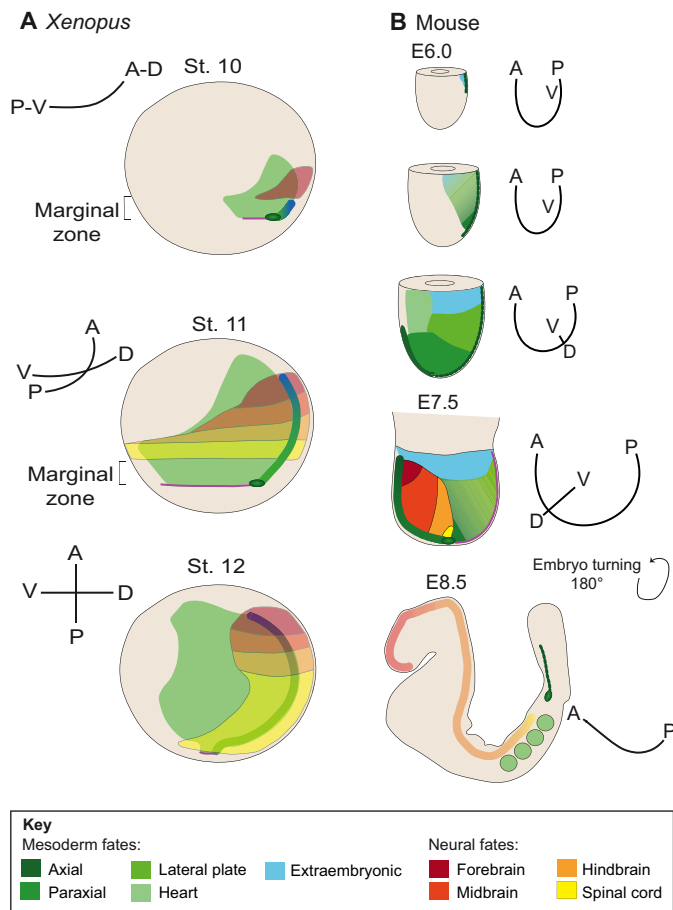 A Xenopus
St. 10
A-D
P-V
Marginal
zone
St. 11
A
V
D
P
Marginal
zone
St. 12
A
V
D
P
B Mouse
E6.0
A
P
V
A
P
V
A
P
V
D
E7.5
A
P
V
D
Embryo turning
180°
E8.5
A
P
Key
Mesoderm fates:
Neural fates:
Axial
Lateral plate
Extraembryonic
Forebrain
Hindbrain
Paraxial
Heart
Midbrain
Spinal cord